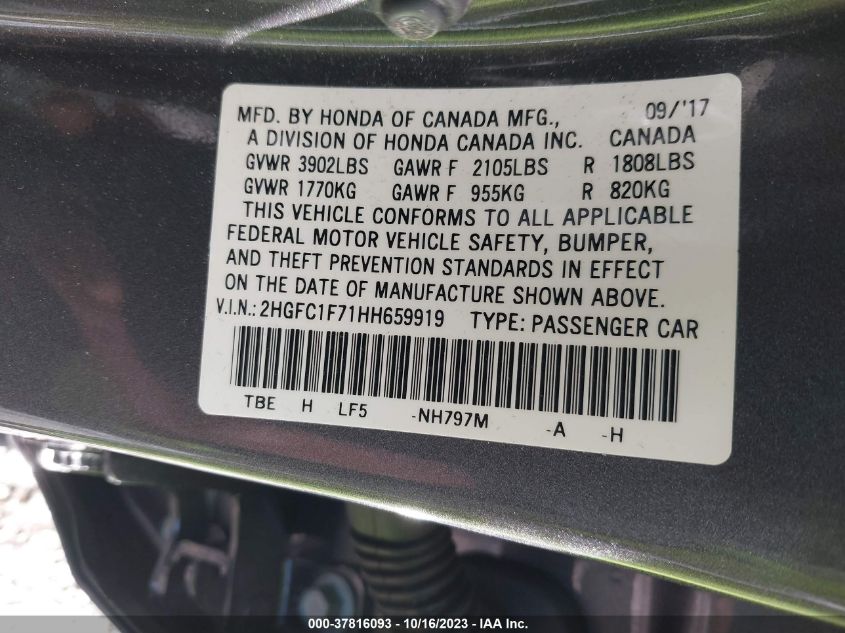 MFD. BY HONDA OF CANADA MFG., 09/'17
A DIVISION OF HONDA CANADA INC. CANADA
GVWR 3902LBS GAWR F 2105LBS R 1808LBS
GVWR 1770KG GAWR F 955KG R 820KG
THIS VEHICLE CONFORMS TO ALL APPLICABLE
FEDERAL MOTOR VEHICLE SAFETY, BUMPER,
AND THEFT PREVENTION STANDARDS IN EFFECT
ON THE DATE OF MANUFACTURE SHOWN ABOVE.
V.I.N.: 2HGFC1F71HH659919 TYPE: PASSENGER CAR
TBE H LF5 -NH797M -A -H
000-37816093 - 10/16/2023 - IAA Inc.